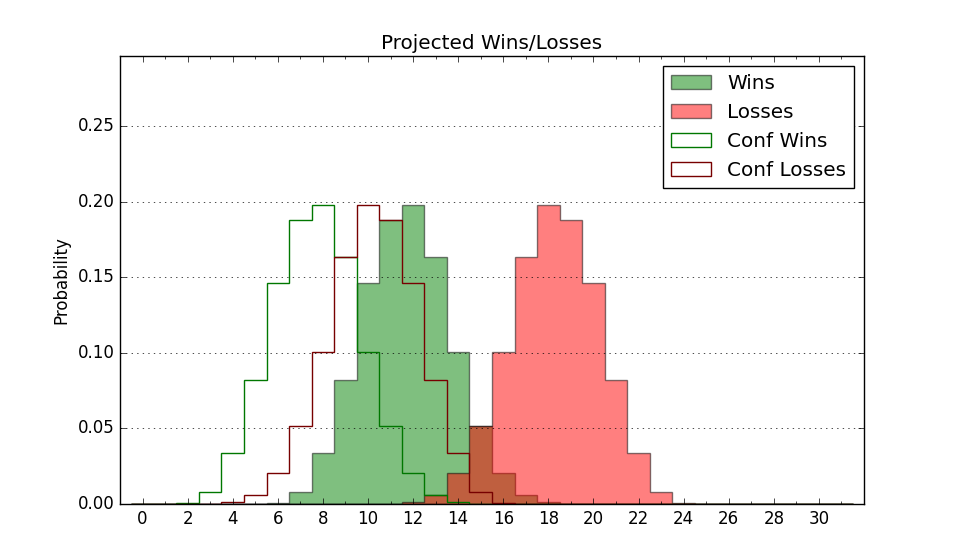 Projected Wins/Losses
Wins
Losses
Conf Wins
Conf Losses
Probability
0.25
0.20
0.15
0.10
0.05
0.00
0 2 4 6 8 10 12 14 16 18 20 22 24 26 28 30